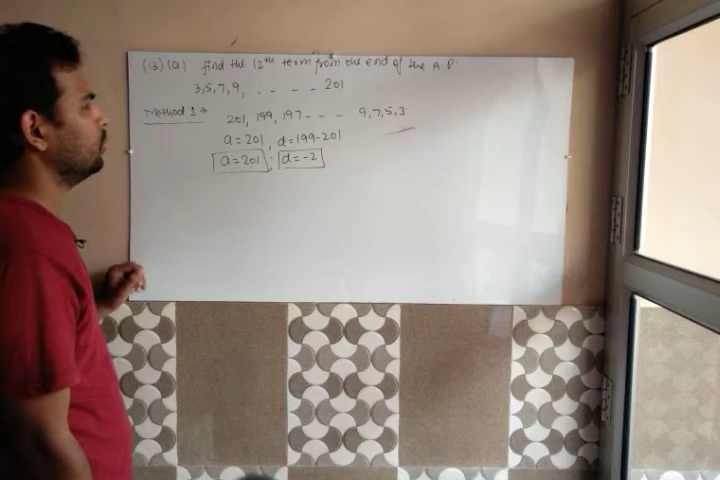 (13) (a) find the 12th term from the end of the A.P.
3,5,7,9, - - - - 201
Method 1 → 201, 199, 197 - - - 9,7,5,3
a=201, d=199-201
a=201 ; d=-2